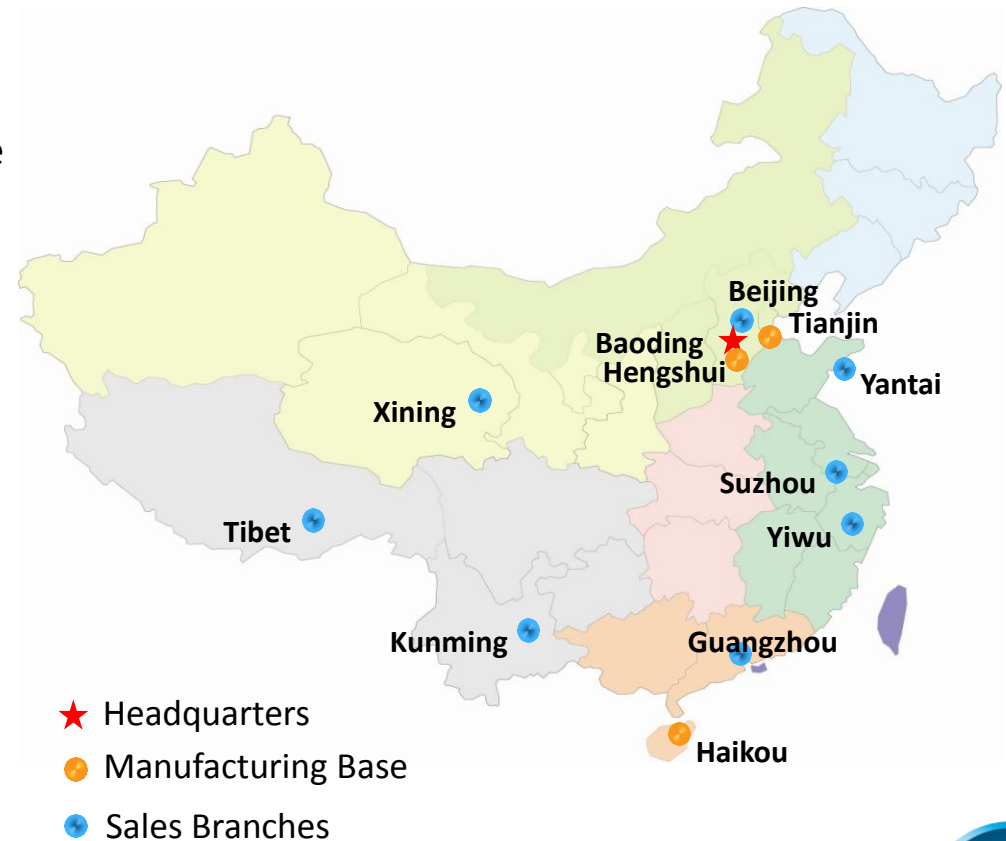 e
Beijing
Tianjin
Baoding
Hengshui
Yantai
Xining
Suzhou
Tibet
Yiwu
Kunming
Guangzhou
Haikou
Headquarters
Manufacturing Base
Sales Branches